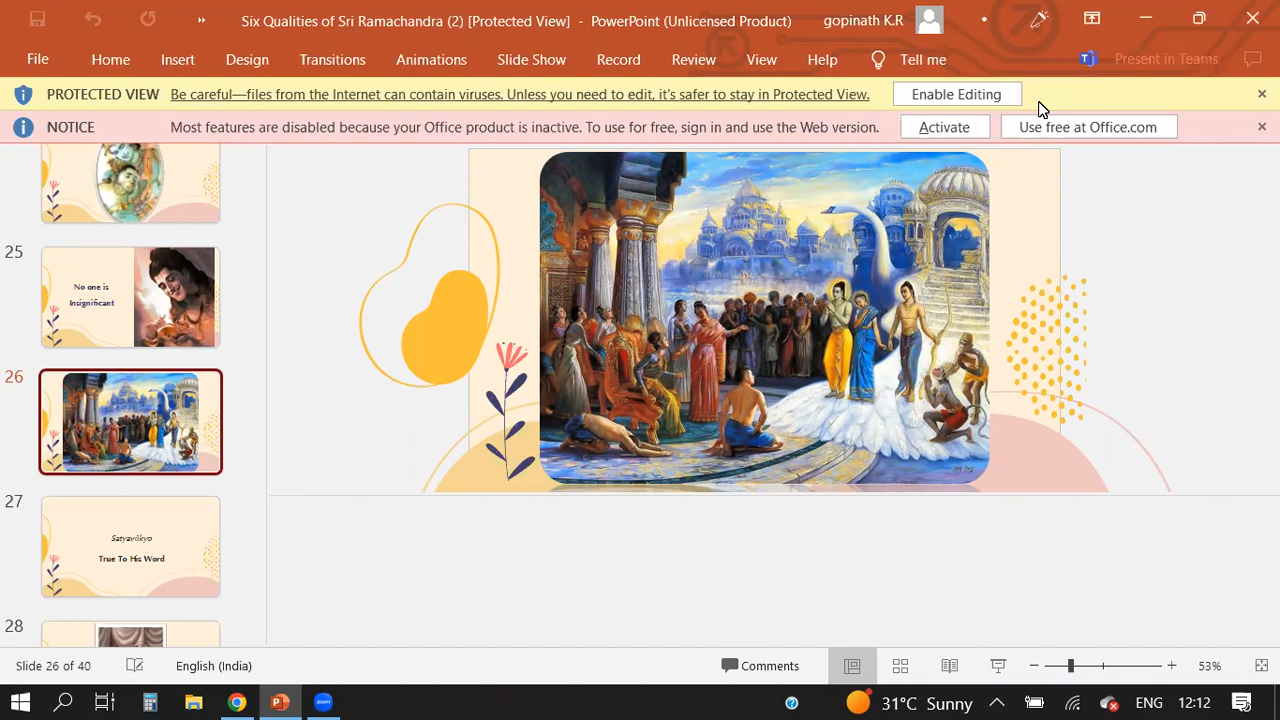 Six Qualities of Sri Ramachandra (2) [Protected View] - PowerPoint (Unlicensed Product)
gopinath K.R
File
Home
Insert
Design
Transitions
Animations
Slide Show
Record
Review
View
Help
Tell me
Present in Teams
PROTECTED VIEW
Be careful—files from the Internet can contain viruses. Unless you need to edit, it's safer to stay in Protected View.
Enable Editing
NOTICE
Most features are disabled because your Office product is inactive. To use for free, sign in and use the Web version.
Activate
Use free at Office.com
25
No one is
Insignificant
26
27
Satyavākyo
True To His Word
28
Slide 26 of 40
English (India)
Comments
53%
31°C Sunny
ENG
12:12